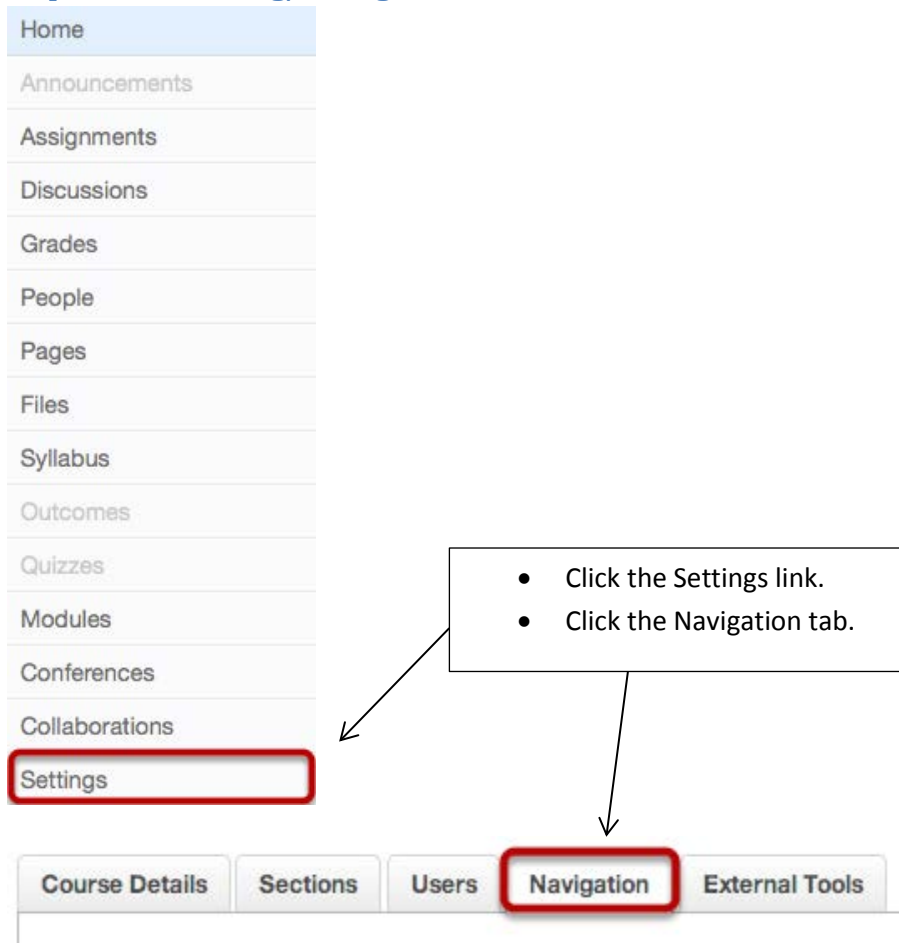 Home
Announcements
Assignments
Discussions
Grades
People
Pages
Files
Syllabus
Outcomes
Quizzes
Modules
Conferences
Collaborations
Settings
• Click the Settings link.
• Click the Navigation tab.
Course Details Sections Users Navigation External Tools